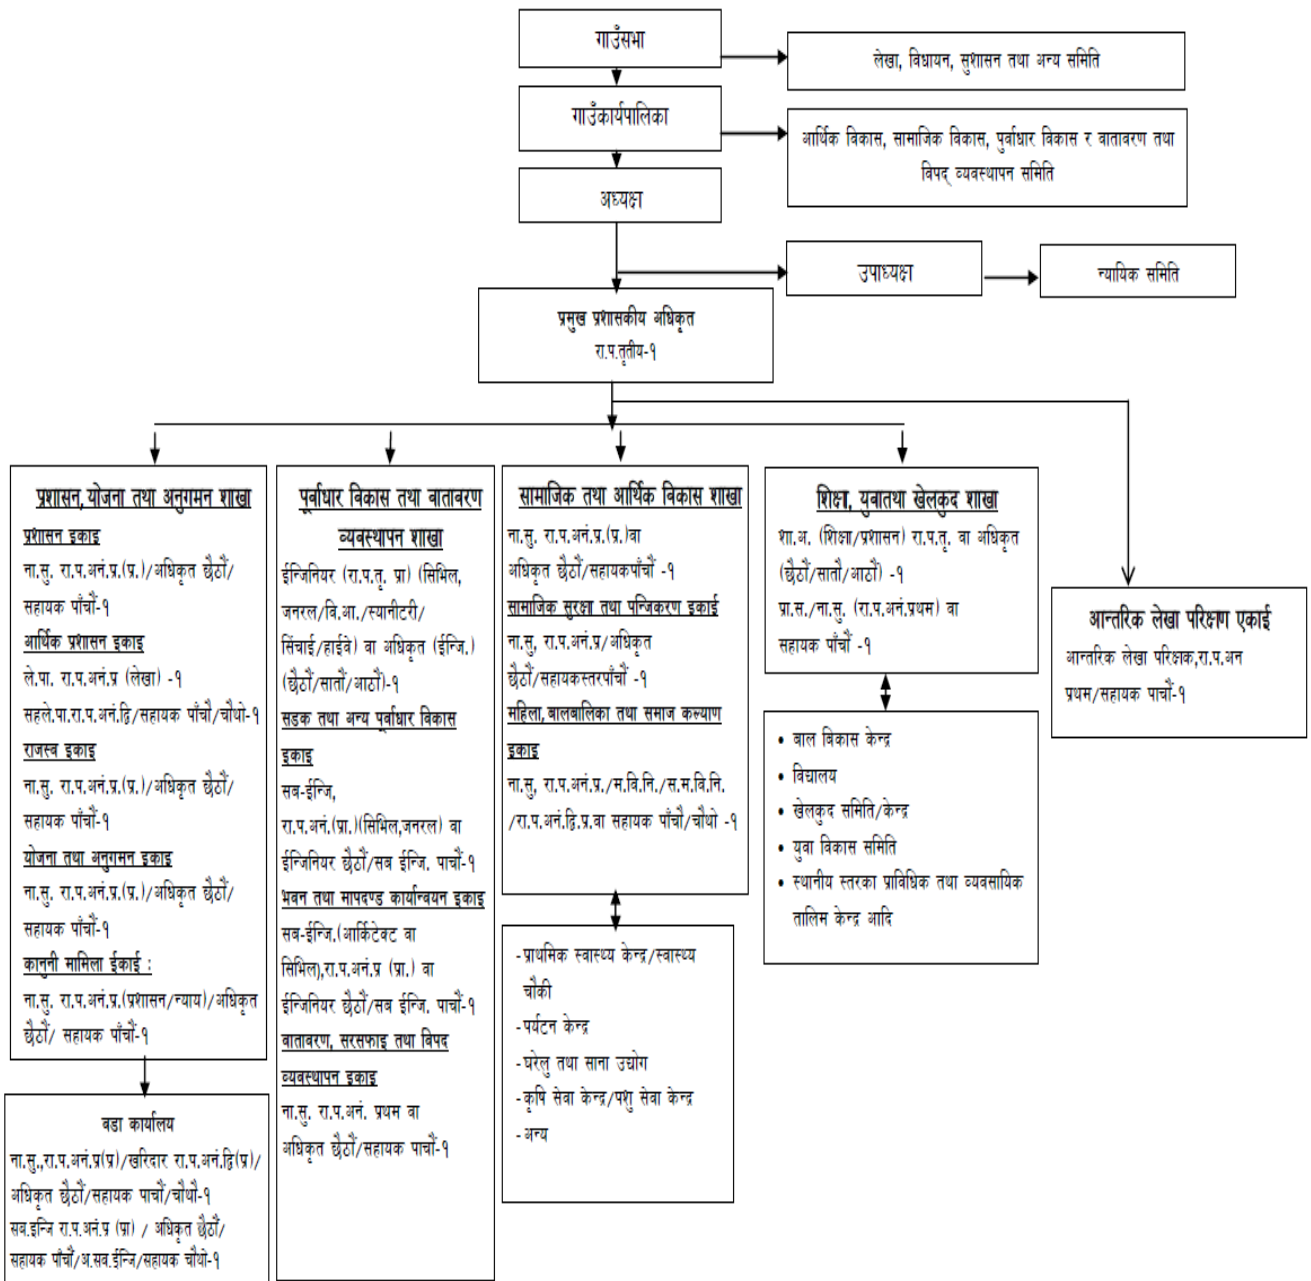 गाउँसभा
लेखा, विधायन, सुशासन तथा अन्य समिति
गाउँकार्यपालिका
आर्थिक विकास, सामाजिक विकास, पुर्वाधार विकास र वातावरण तथा
विपद् व्यवस्थापन समिति
अध्यक्ष
उपाध्यक्ष
न्यायिक समिति
प्रमुख प्रशासकीय अधिकृत
रा.प.तृतीय-१
प्रशासन, योजना तथा अनुगमन शाखा
प्रशासन इकाइ
ना.सु. रा.प.अनं.प्र.(प्र.)/अधिकृत छैठौं/
सहायक पाँचौं-१
आर्थिक प्रशासन इकाइ
ले.पा. रा.प.अनं.प्र (लेखा) -१
सहले.पा.रा.प.अनं.द्वि/सहायक पाँचौ/चौथो-१
राजस्व इकाइ
ना.सु. रा.प.अनं.प्र.(प्र.)/अधिकृत छैठौं/
सहायक पाँचौं-१
योजना तथा अनुगमन इकाइ
ना.सु. रा.प.अनं.प्र.(प्र.)/अधिकृत छैठौं/
सहायक पाँचौं-१
कानुनी मामिला ईकाई :
ना.सु. रा.प.अनं.प्र.(प्रशासन/न्याय)/अधिकृत
छैठौं/ सहायक पाँचौं-१
वडा कार्यालय
ना.सु.,रा.प.अनं.प्र(प्र)/खरिदार रा.प.अनं.द्वि(प्र)/
अधिकृत छैठौं/सहायक पाचौं/चौथौ-१
सब.इन्जि रा.प.अनं.प्र (प्रा) / अधिकृत छैठौं/
सहायक पाँचौं/अ.सव.ईन्जि/सहायक चौथो-१
पूर्वाधार विकास तथा वातावरण
व्यवस्थापन शाखा
ईन्जिनियर (रा.प.तृ. प्रा) (सिभिल,
जनरल/वि.आ./स्यानीटरी/
सिंचाई/हाईवे) वा अधिकृत (ईन्जि.)
(छैठौं/सातौं/आठौं)-१
सडक तथा अन्य पूर्वाधार विकास
इकाइ
सब-ईन्जि,
रा.प.अनं.(प्रा.)(सिभिल,जनरल) वा
ईन्जिनियर छैठौं/सब ईन्जि. पाचौं-१
भवन तथा मापदण्ड कार्यान्वयन इकाइ
सब-ईन्जि.(आर्किटेक्ट वा
सिभिल),रा.प.अनं.प्र (प्रा.) वा
ईन्जिनियर छैठौं/सब ईन्जि. पाचौं-१
वातावरण, सरसफाइ तथा विपद
व्यवस्थापन इकाइ
ना.सु. रा.प.अनं. प्रथम वा
अधिकृत छैठौं/सहायक पाचौं-१
सामाजिक तथा आर्थिक विकास शाखा
ना.सु. रा.प.अनं.प्र.(प्र.)वा
अधिकृत छैठौं/सहायकपाँचौं -१
सामाजिक सुरक्षा तथा पन्जिकरण इकाई
ना.सु. रा.प.अनं.प्र/अधिकृत
छैठौं/सहायकस्तरपाँचौं -१
महिला, बालबालिका तथा समाज कल्याण
इकाइ
ना.सु. रा.प.अनं.प्र./म.वि.नि./स.म.वि.नि.
/रा.प.अनं.द्वि.प्र.वा सहायक पाँचौ/चौथो -१
-प्राथमिक स्वास्थ्य केन्द्र/स्वास्थ्य
चौकी
-पर्यटन केन्द्र
-घरेलु तथा साना उद्योग
-कृषि सेवा केन्द्र/पशु सेवा केन्द्र
-अन्य
शिक्षा, युवातथा खेलकुद शाखा
शा.अ. (शिक्षा/प्रशासन) रा.प.तृ. वा अधिकृत
(छैठौं/सातौं/आठौं) -१
प्रा.स./ना.सु. (रा.प.अनं.प्रथम) वा
सहायक पाँचौं -१
• बाल बिकास केन्द्र
• विद्यालय
• खेलकुद समिति/केन्द्र
• युवा विकास समिति
• स्थानीय स्तरका प्राविधिक तथा व्यवसायिक
तालिम केन्द्र आदि
आन्तरिक लेखा परिक्षण एकाई
आन्तरिक लेखा परिक्षक,रा.प.अन
प्रथम/सहायक पाचौं-१